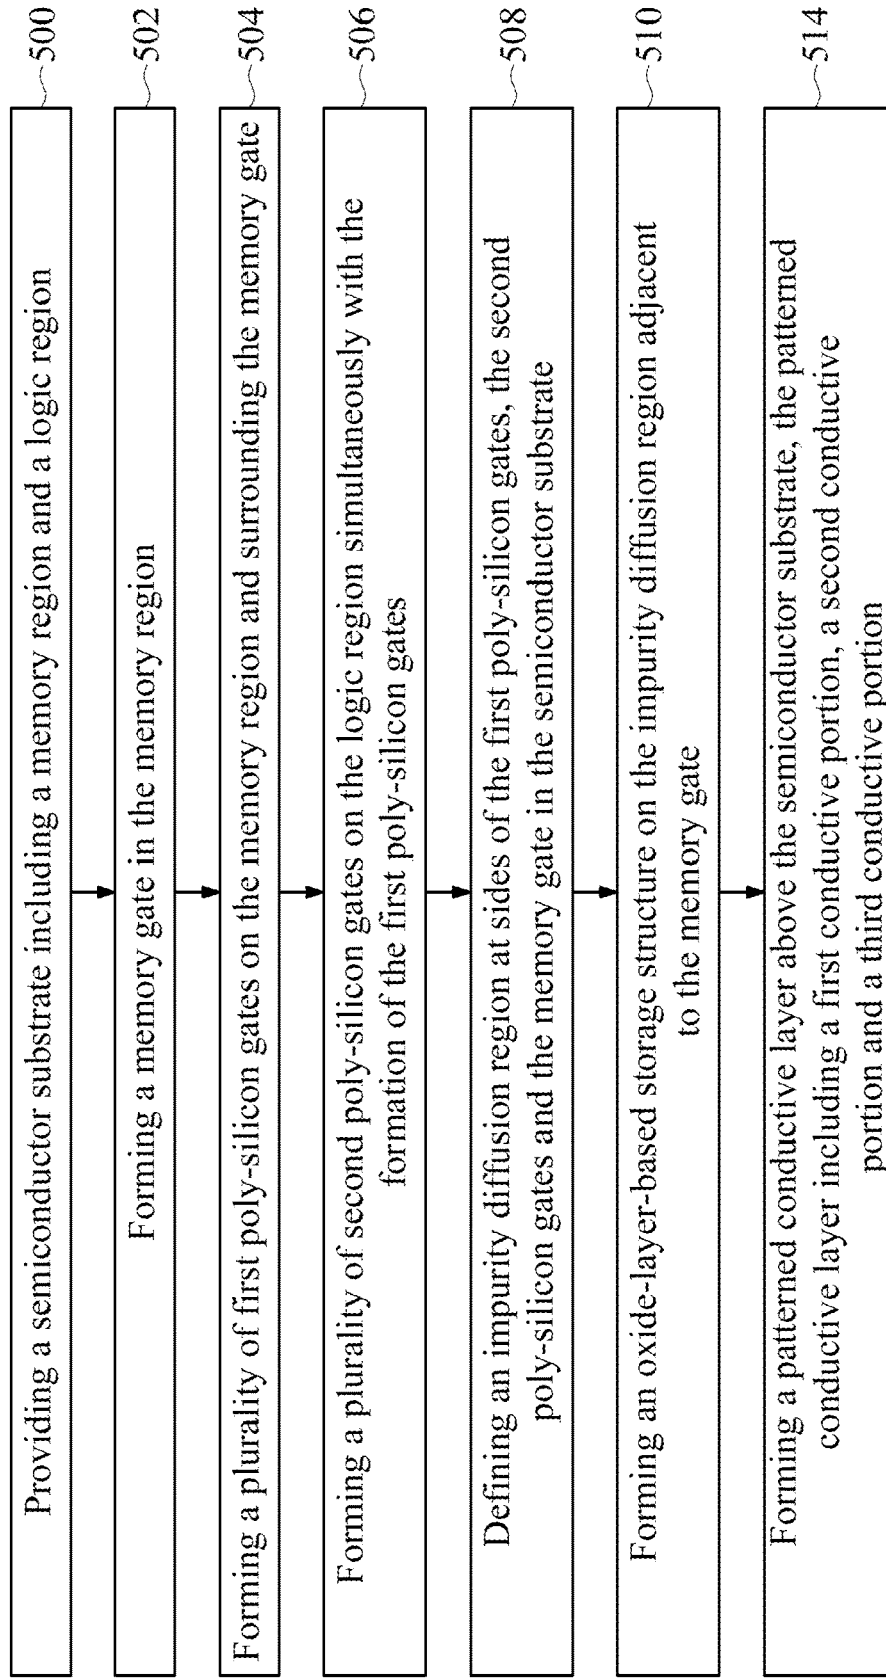 Providing a semiconductor substrate including a memory region and a logic region
500
Forming a memory gate in the memory region
502
Forming a plurality of first poly-silicon gates on the memory region and surrounding the memory gate
504
Forming a plurality of second poly-silicon gates on the logic region simultaneously with the
formation of the first poly-silicon gates
506
Defining an impurity diffusion region at sides of the first poly-silicon gates, the second
poly-silicon gates and the memory gate in the semiconductor substrate
508
Forming an oxide-layer-based storage structure on the impurity diffusion region adjacent
to the memory gate
510
Forming a patterned conductive layer above the semiconductor substrate, the patterned
conductive layer including a first conductive portion, a second conductive
portion and a third conductive portion
514